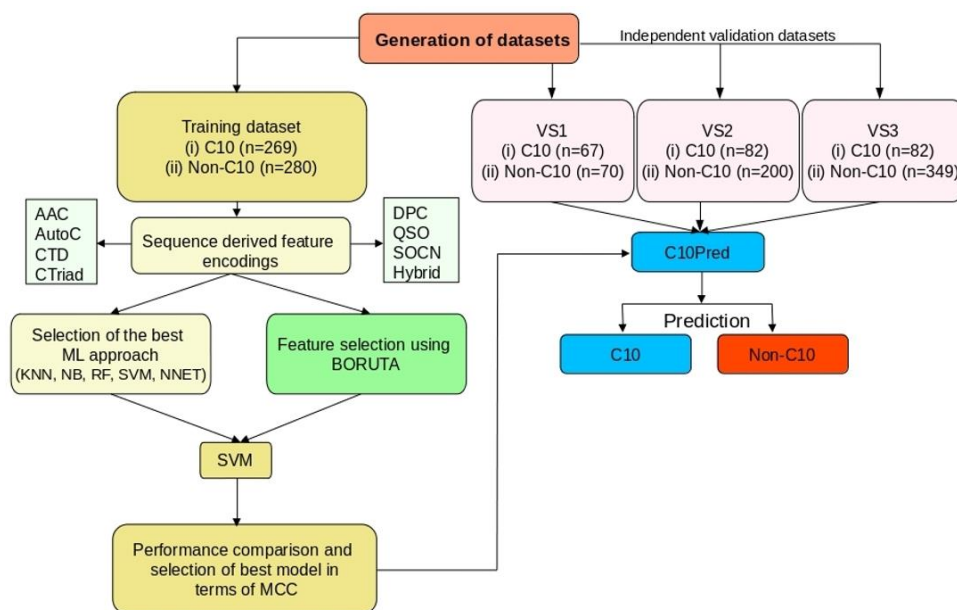 Generation of datasets
Independent validation datasets
Training dataset
(i) C10 (n=269)
(ii) Non-C10 (n=280)
VS1
(i) C10 (n=67)
(ii) Non-C10 (n=70)
VS2
(i) C10 (n=82)
(ii) Non-C10 (n=200)
VS3
(i) C10 (n=82)
(ii) Non-C10 (n=349)
AAC
AutoC
CTD
CTriad
Sequence derived feature
encodings
DPC
QSO
SOCN
Hybrid
C10Pred
Prediction
C10
Non-C10
Selection of the best
ML approach
(KNN, NB, RF, SVM, NNET)
Feature selection using
BORUTA
SVM
Performance comparison and
selection of best model in
terms of MCC